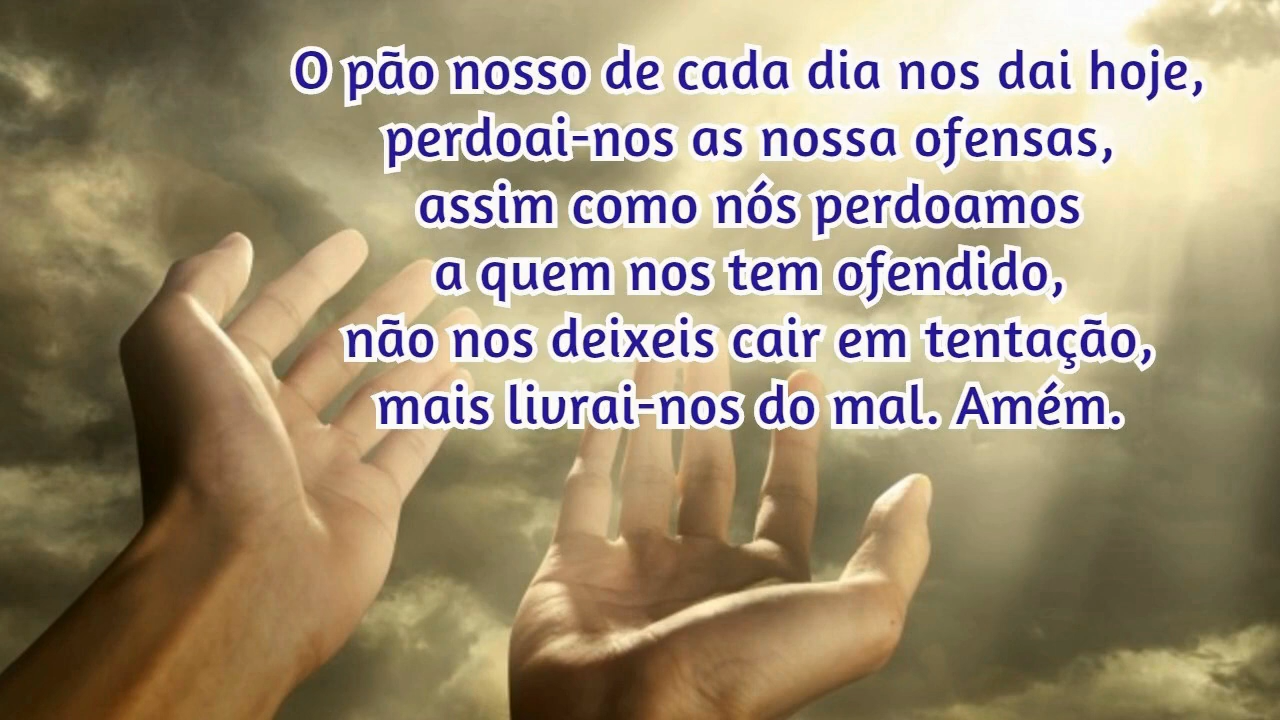 O pão nosso de cada dia nos dai hoje,
perdoai-nos as nossa ofensas,
assim como nós perdoamos
a quem nos tem ofendido,
não nos deixeis cair em tentação,
mais livrai-nos do mal. Amém.